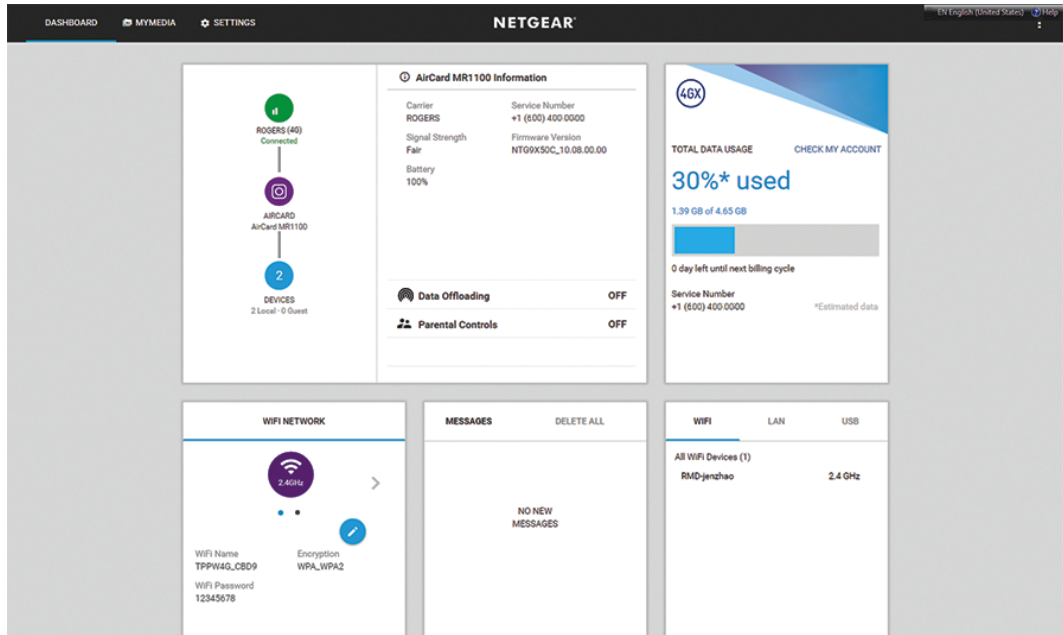 DASHBOARD MYMEDIA SETTINGS NETGEAR® EN English (United States) ? Help
ROGERS (4G)
Connected
AIRCARD
AirCard MR1100
2
DEVICES
2 Local · 0 Guest
AirCard MR1100 Information
Carrier Service Number
ROGERS +1 (600) 400-0000
Signal Strength Firmware Version
Fair NTG9X50C_10.08.00.00
Battery
100%
Data Offloading OFF
Parental Controls OFF
4GX
TOTAL DATA USAGE CHECK MY ACCOUNT
30%* used
1.39 GB of 4.65 GB
0 day left until next billing cycle
Service Number
+1 (600) 400-0000 *Estimated data
WIFI NETWORK
2.4GHz
WiFi Name Encryption
TPPW4G_CBD9 WPA_WPA2
WiFi Password
12345678
MESSAGES DELETE ALL
NO NEW
MESSAGES
WIFI LAN USB
All WiFi Devices (1)
RMD-jenzhao 2.4 GHz